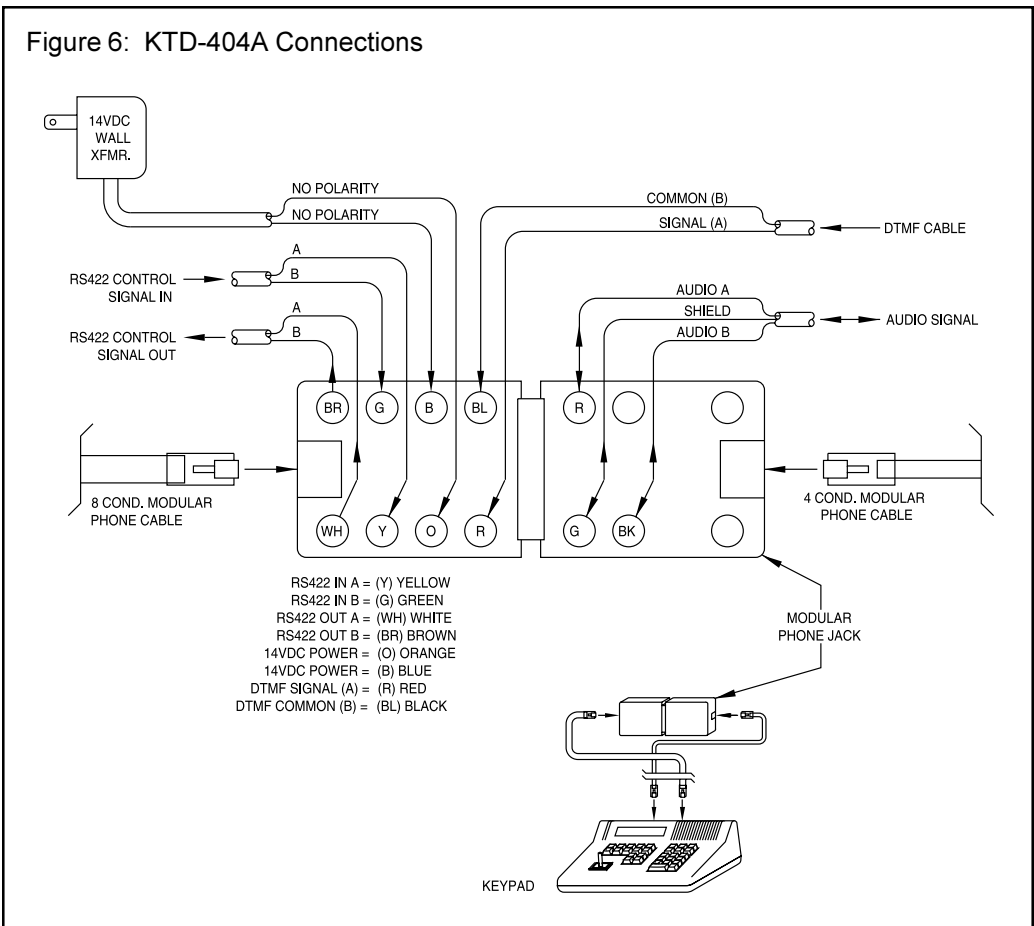 Figure 6: KTD-404A Connections
14VDC
WALL
XFMR.
NO POLARITY
NO POLARITY
COMMON (B)
SIGNAL (A)
DTMF CABLE
A
B
RS422 CONTROL
SIGNAL IN
A
B
RS422 CONTROL
SIGNAL OUT
AUDIO A
SHIELD
AUDIO B
AUDIO SIGNAL
BR
G
B
BL
R
8 COND. MODULAR
PHONE CABLE
4 COND. MODULAR
PHONE CABLE
WH
Y
O
R
G
BK
RS422 IN A = (Y) YELLOW
RS422 IN B = (G) GREEN
RS422 OUT A = (WH) WHITE
RS422 OUT B = (BR) BROWN
14VDC POWER = (O) ORANGE
14VDC POWER = (B) BLUE
DTMF SIGNAL (A) = (R) RED
DTMF COMMON (B) = (BL) BLACK
MODULAR
PHONE JACK
KEYPAD